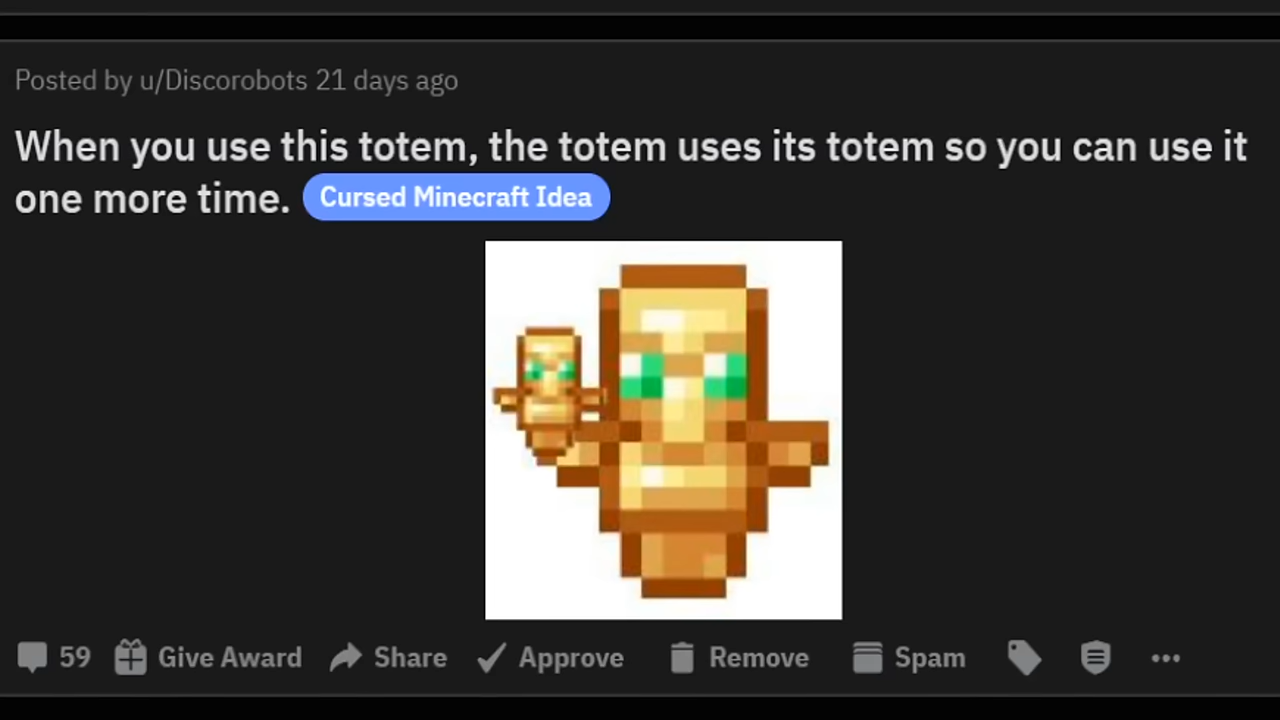 Posted by u/Discorobots 21 days ago
When you use this totem, the totem uses its totem so you can use it
one more time. Cursed Minecraft Idea
59 Give Award Share Approve Remove Spam